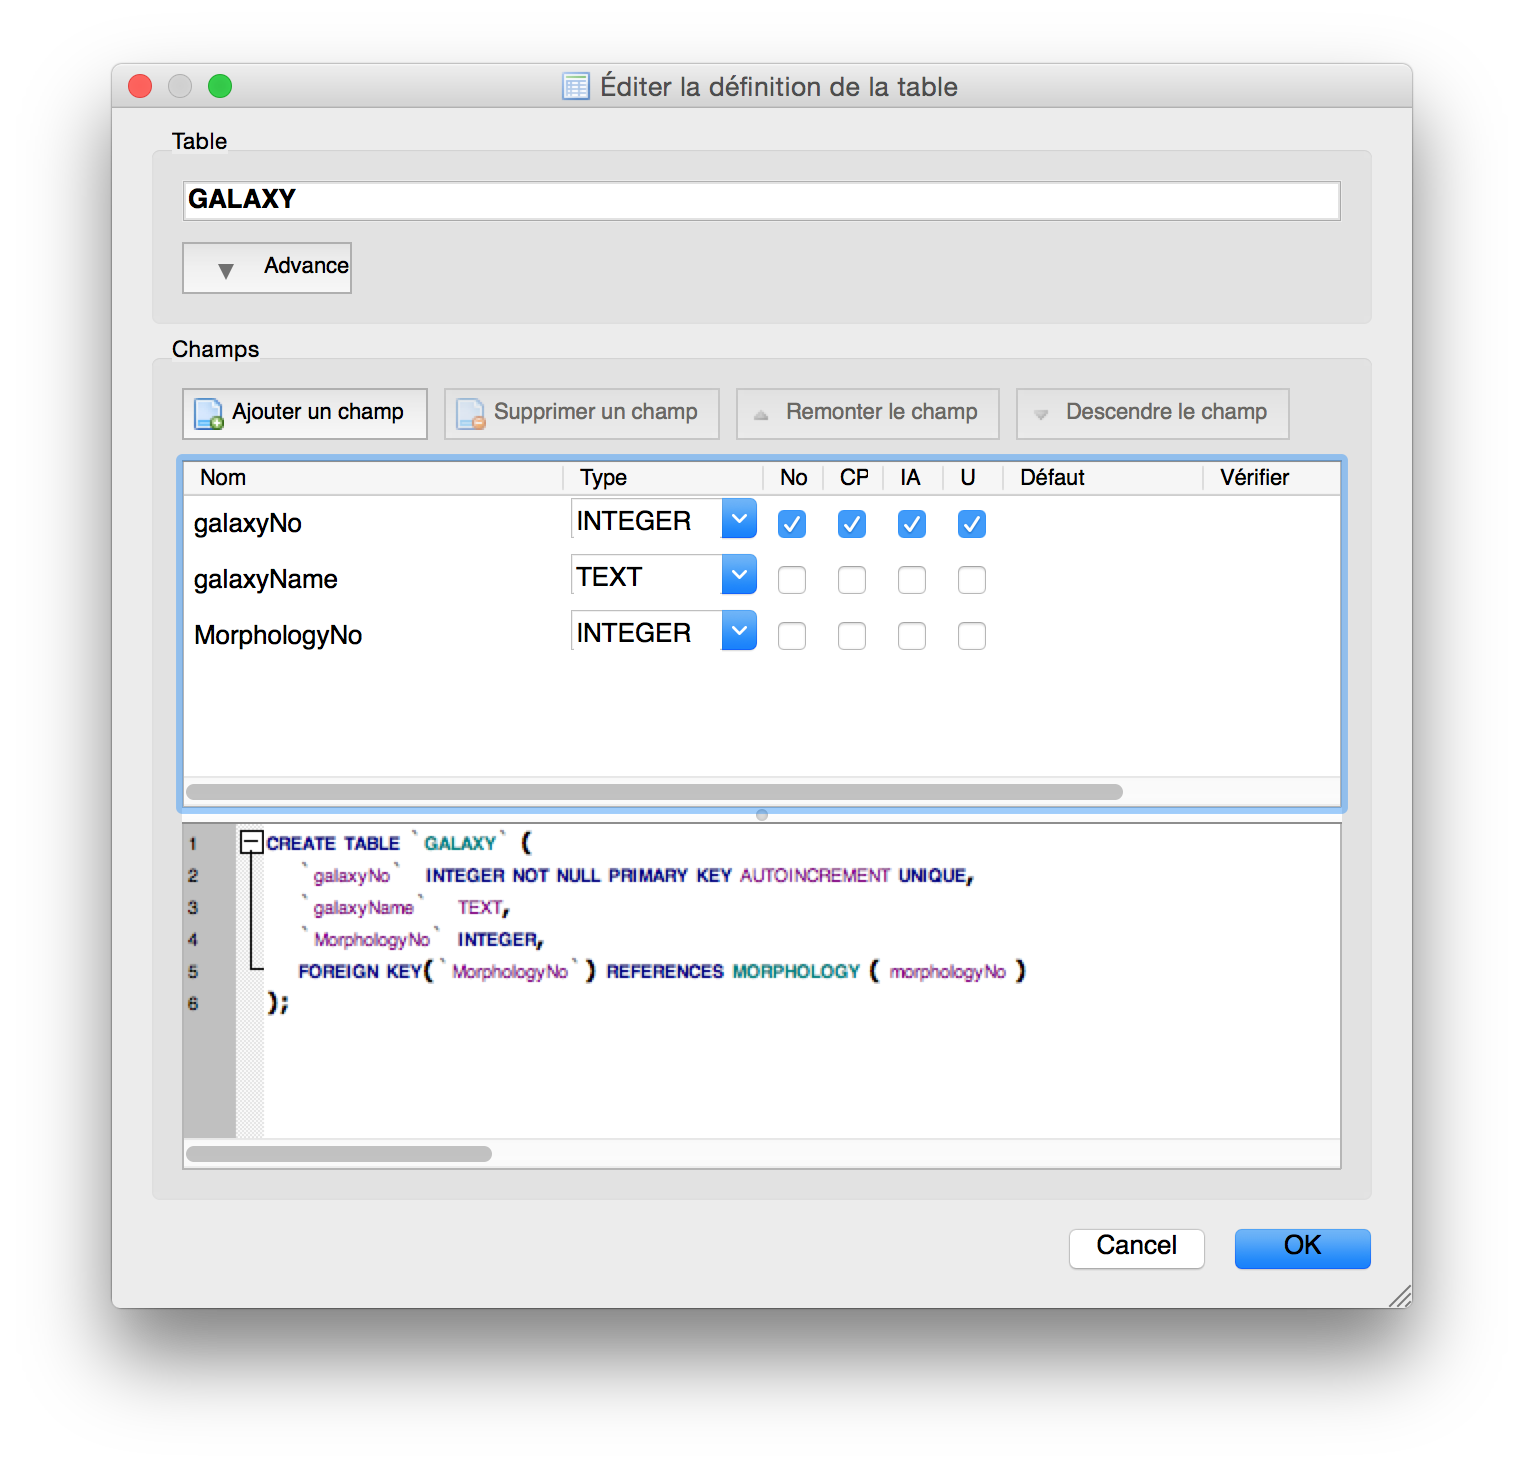 Éditer la définition de la table
Table
GALAXY
Advance
Champs
Ajouter un champ Supprimer un champ Remonter le champ Descendre le champ
Nom Type No CP IA U Défaut Vérifier
galaxyNo INTEGER
galaxyName TEXT
MorphologyNo INTEGER
1 CREATE TABLE `GALAXY` (
2 `galaxyNo` INTEGER NOT NULL PRIMARY KEY AUTOINCREMENT UNIQUE,
3 `galaxyName` TEXT,
4 `MorphologyNo` INTEGER,
5 FOREIGN KEY(`MorphologyNo`) REFERENCES MORPHOLOGY ( morphologyNo )
6 );
Cancel OK